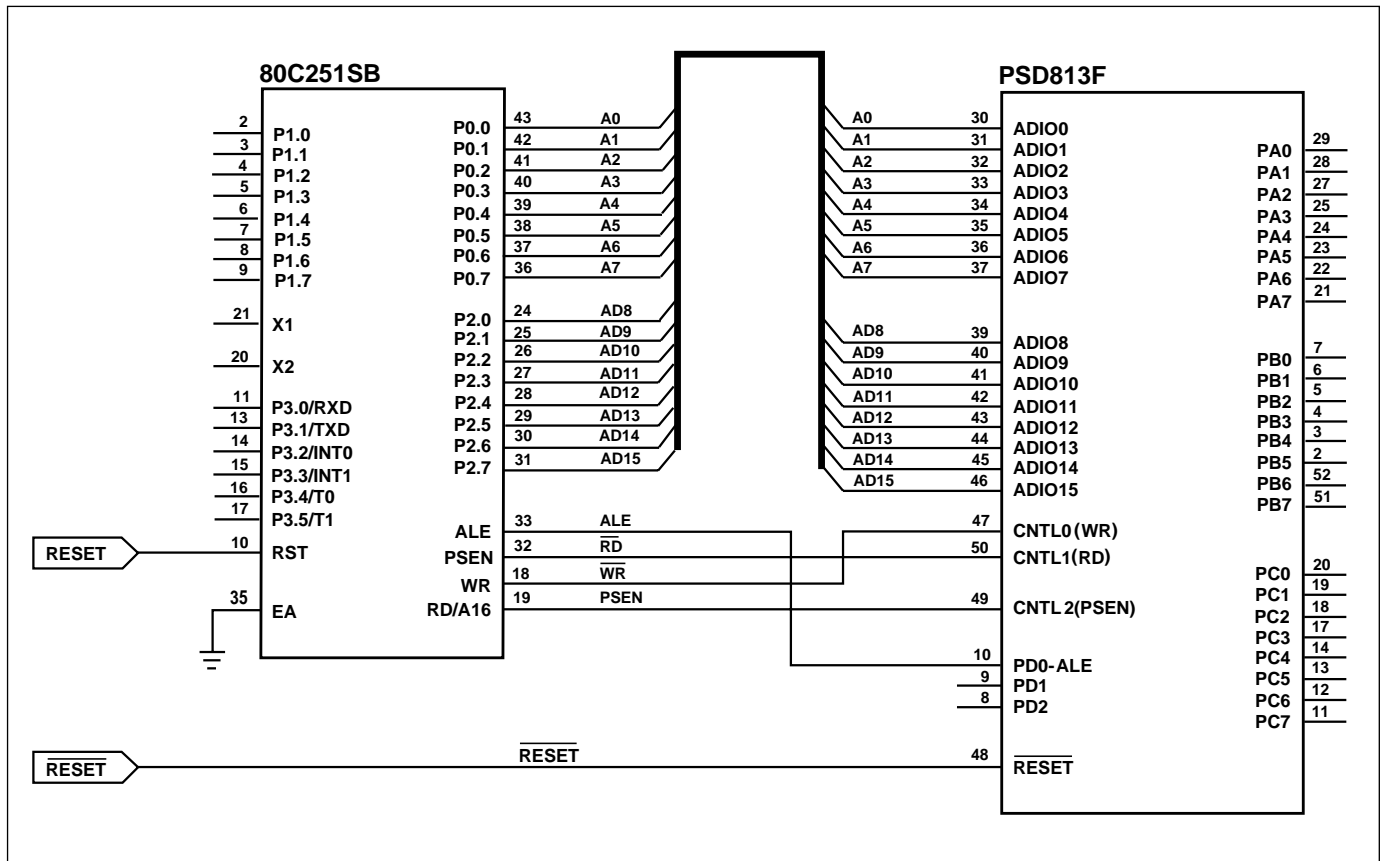 80C251SB
2 P1.0
3 P1.1
4 P1.2
5 P1.3
6 P1.4
7 P1.5
8 P1.6
9 P1.7
21 X1
20 X2
11 P3.0/RXD
13 P3.1/TXD
14 P3.2/INT0
15 P3.3/INT1
16 P3.4/T0
17 P3.5/T1
RESET 10 RST
35 EA
P0.0 43 A0
P0.1 42 A1
P0.2 41 A2
P0.3 40 A3
P0.4 39 A4
P0.5 38 A5
P0.6 37 A6
P0.7 36 A7
P2.0 24 AD8
P2.1 25 AD9
P2.2 26 AD10
P2.3 27 AD11
P2.4 28 AD12
P2.5 29 AD13
P2.6 30 AD14
P2.7 31 AD15
ALE 33 ALE
PSEN 32 RD
WR 18 WR
RD/A16 19 PSEN
PSD813F
A0 30 ADIO0
A1 31 ADIO1
A2 32 ADIO2
A3 33 ADIO3
A4 34 ADIO4
A5 35 ADIO5
A6 36 ADIO6
A7 37 ADIO7
AD8 39 ADIO8
AD9 40 ADIO9
AD10 41 ADIO10
AD11 42 ADIO11
AD12 43 ADIO12
AD13 44 ADIO13
AD14 45 ADIO14
AD15 46 ADIO15
47 CNTL0(WR)
50 CNTL1(RD)
49 CNTL2(PSEN)
10 PD0-ALE
9 PD1
8 PD2
RESET RESET 48 RESET
PA0 29
PA1 28
PA2 27
PA3 25
PA4 24
PA5 23
PA6 22
PA7 21
PB0 7
PB1 6
PB2 5
PB3 4
PB4 3
PB5 2
PB6 52
PB7 51
PC0 20
PC1 19
PC2 18
PC3 17
PC4 14
PC5 13
PC6 12
PC7 11